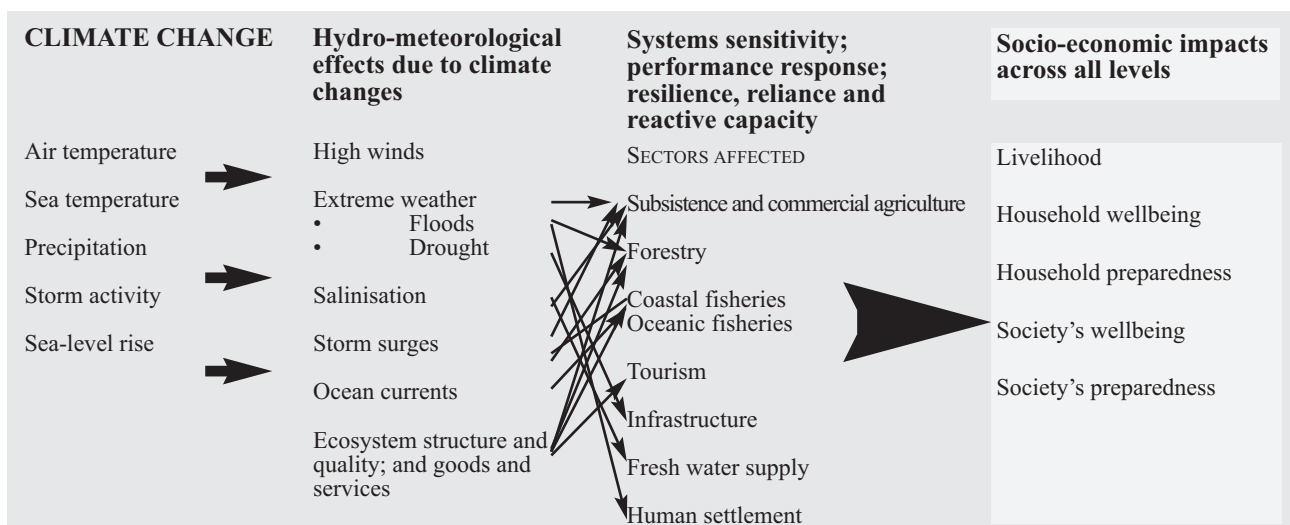 CLIMATE CHANGE
Air temperature
Sea temperature
Precipitation
Storm activity
Sea-level rise
Hydro-meteorological
effects due to climate
changes
High winds
Extreme weather
• Floods
• Drought
Salinisation
Storm surges
Ocean currents
Ecosystem structure and
quality; and goods and
services
Systems sensitivity;
performance response;
resilience, reliance and
reactive capacity
SECTORS AFFECTED
Subsistence and commercial agriculture
Forestry
Coastal fisheries
Oceanic fisheries
Tourism
Infrastructure
Fresh water supply
Human settlement
Socio-economic impacts
across all levels
Livelihood
Household wellbeing
Household preparedness
Society’s wellbeing
Society’s preparedness